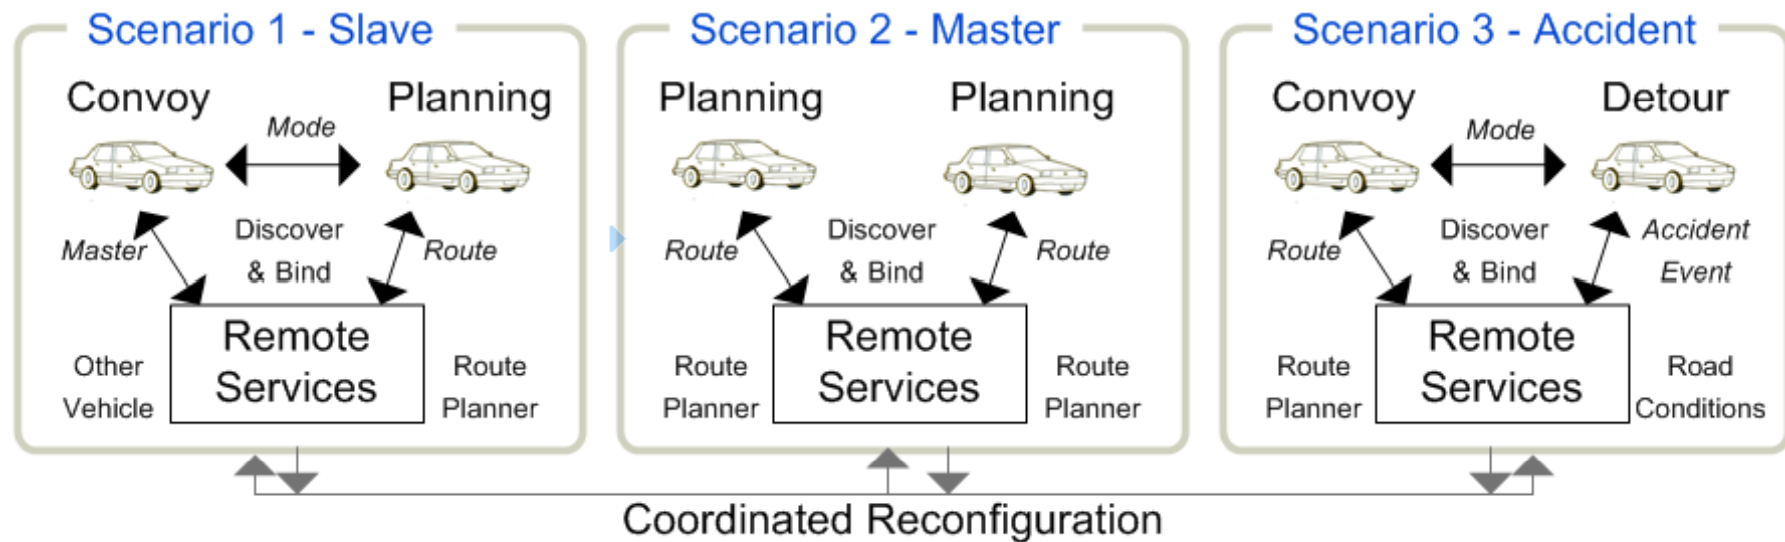 Scenario 1 - Slave
Convoy
Planning
Mode
Master
Discover
& Bind
Route
Other
Vehicle
Remote
Services
Route
Planner
Scenario 2 - Master
Planning
Planning
Route
Discover
& Bind
Route
Route
Planner
Remote
Services
Route
Planner
Scenario 3 - Accident
Convoy
Detour
Mode
Route
Discover
& Bind
Accident
Event
Route
Planner
Remote
Services
Road
Conditions
Coordinated Reconfiguration